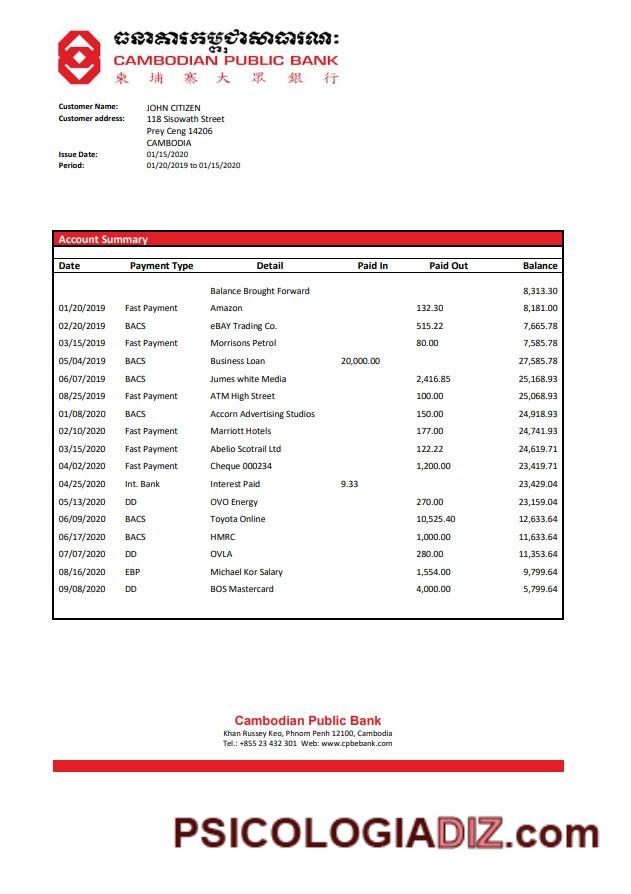 ធនាគារកម្ពុជាសាធារណៈ
CAMBODIAN PUBLIC BANK
柬 埔 寨 大 眾 銀 行
Customer Name: JOHN CITIZEN
Customer address: 118 Sisowath Street
Prey Ceng 14206
CAMBODIA
Issue Date: 01/15/2020
Period: 01/20/2019 to 01/15/2020
Account Summary
Date Payment Type Detail Paid In Paid Out Balance
Balance Brought Forward 8,313.30
01/20/2019 Fast Payment Amazon 132.30 8,181.00
02/20/2019 BACS eBAY Trading Co. 515.22 7,665.78
03/15/2019 Fast Payment Morrisons Petrol 80.00 7,585.78
05/04/2019 BACS Business Loan 20,000.00 27,585.78
06/07/2019 BACS Jumes white Media 2,416.85 25,168.93
08/25/2019 Fast Payment ATM High Street 100.00 25,068.93
01/08/2020 BACS Accorn Advertising Studios 150.00 24,918.93
02/10/2020 Fast Payment Marriott Hotels 177.00 24,741.93
03/15/2020 Fast Payment Abelio Scotrail Ltd 122.22 24,619.71
04/02/2020 Fast Payment Cheque 000234 1,200.00 23,419.71
04/25/2020 Int. Bank Interest Paid 9.33 23,429.04
05/13/2020 DD OVO Energy 270.00 23,159.04
06/09/2020 BACS Toyota Online 10,525.40 12,633.64
06/17/2020 BACS HMRC 1,000.00 11,633.64
07/07/2020 DD OVLA 280.00 11,353.64
08/16/2020 EBP Michael Kor Salary 1,554.00 9,799.64
09/08/2020 DD BOS Mastercard 4,000.00 5,799.64
Cambodian Public Bank
Khan Russey Keo, Phnom Penh 12100, Cambodia
Tel.: +855 23 432 301 Web: www.cpbebank.com
PSICOLOGIADIZ.com